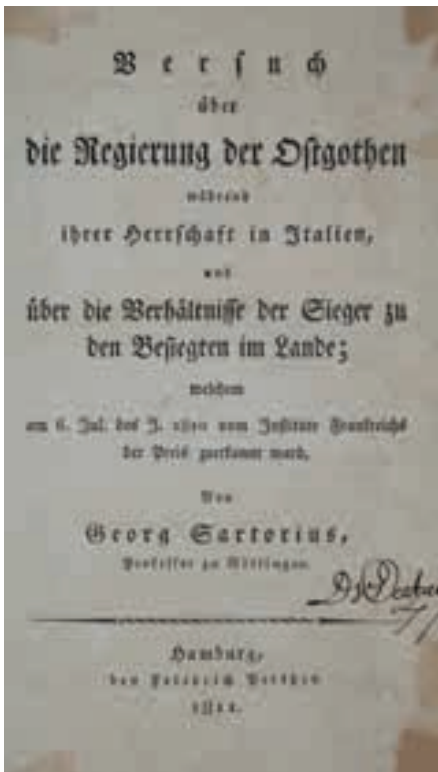 Versuch
über
die Regierung der Ostgothen
während
ihrer Herrschaft in Italien,
und
über die Verhältnisse der Sieger zu
den Besiegten im Lande;
welchem
am 6. Jul. des J. 1810 vom Institute Frankreichs
der Preis zuerkannt ward.
Von
Georg Sartorius,
Professor zu Göttingen.
Hamburg,
Friedrich Perthes
1811.